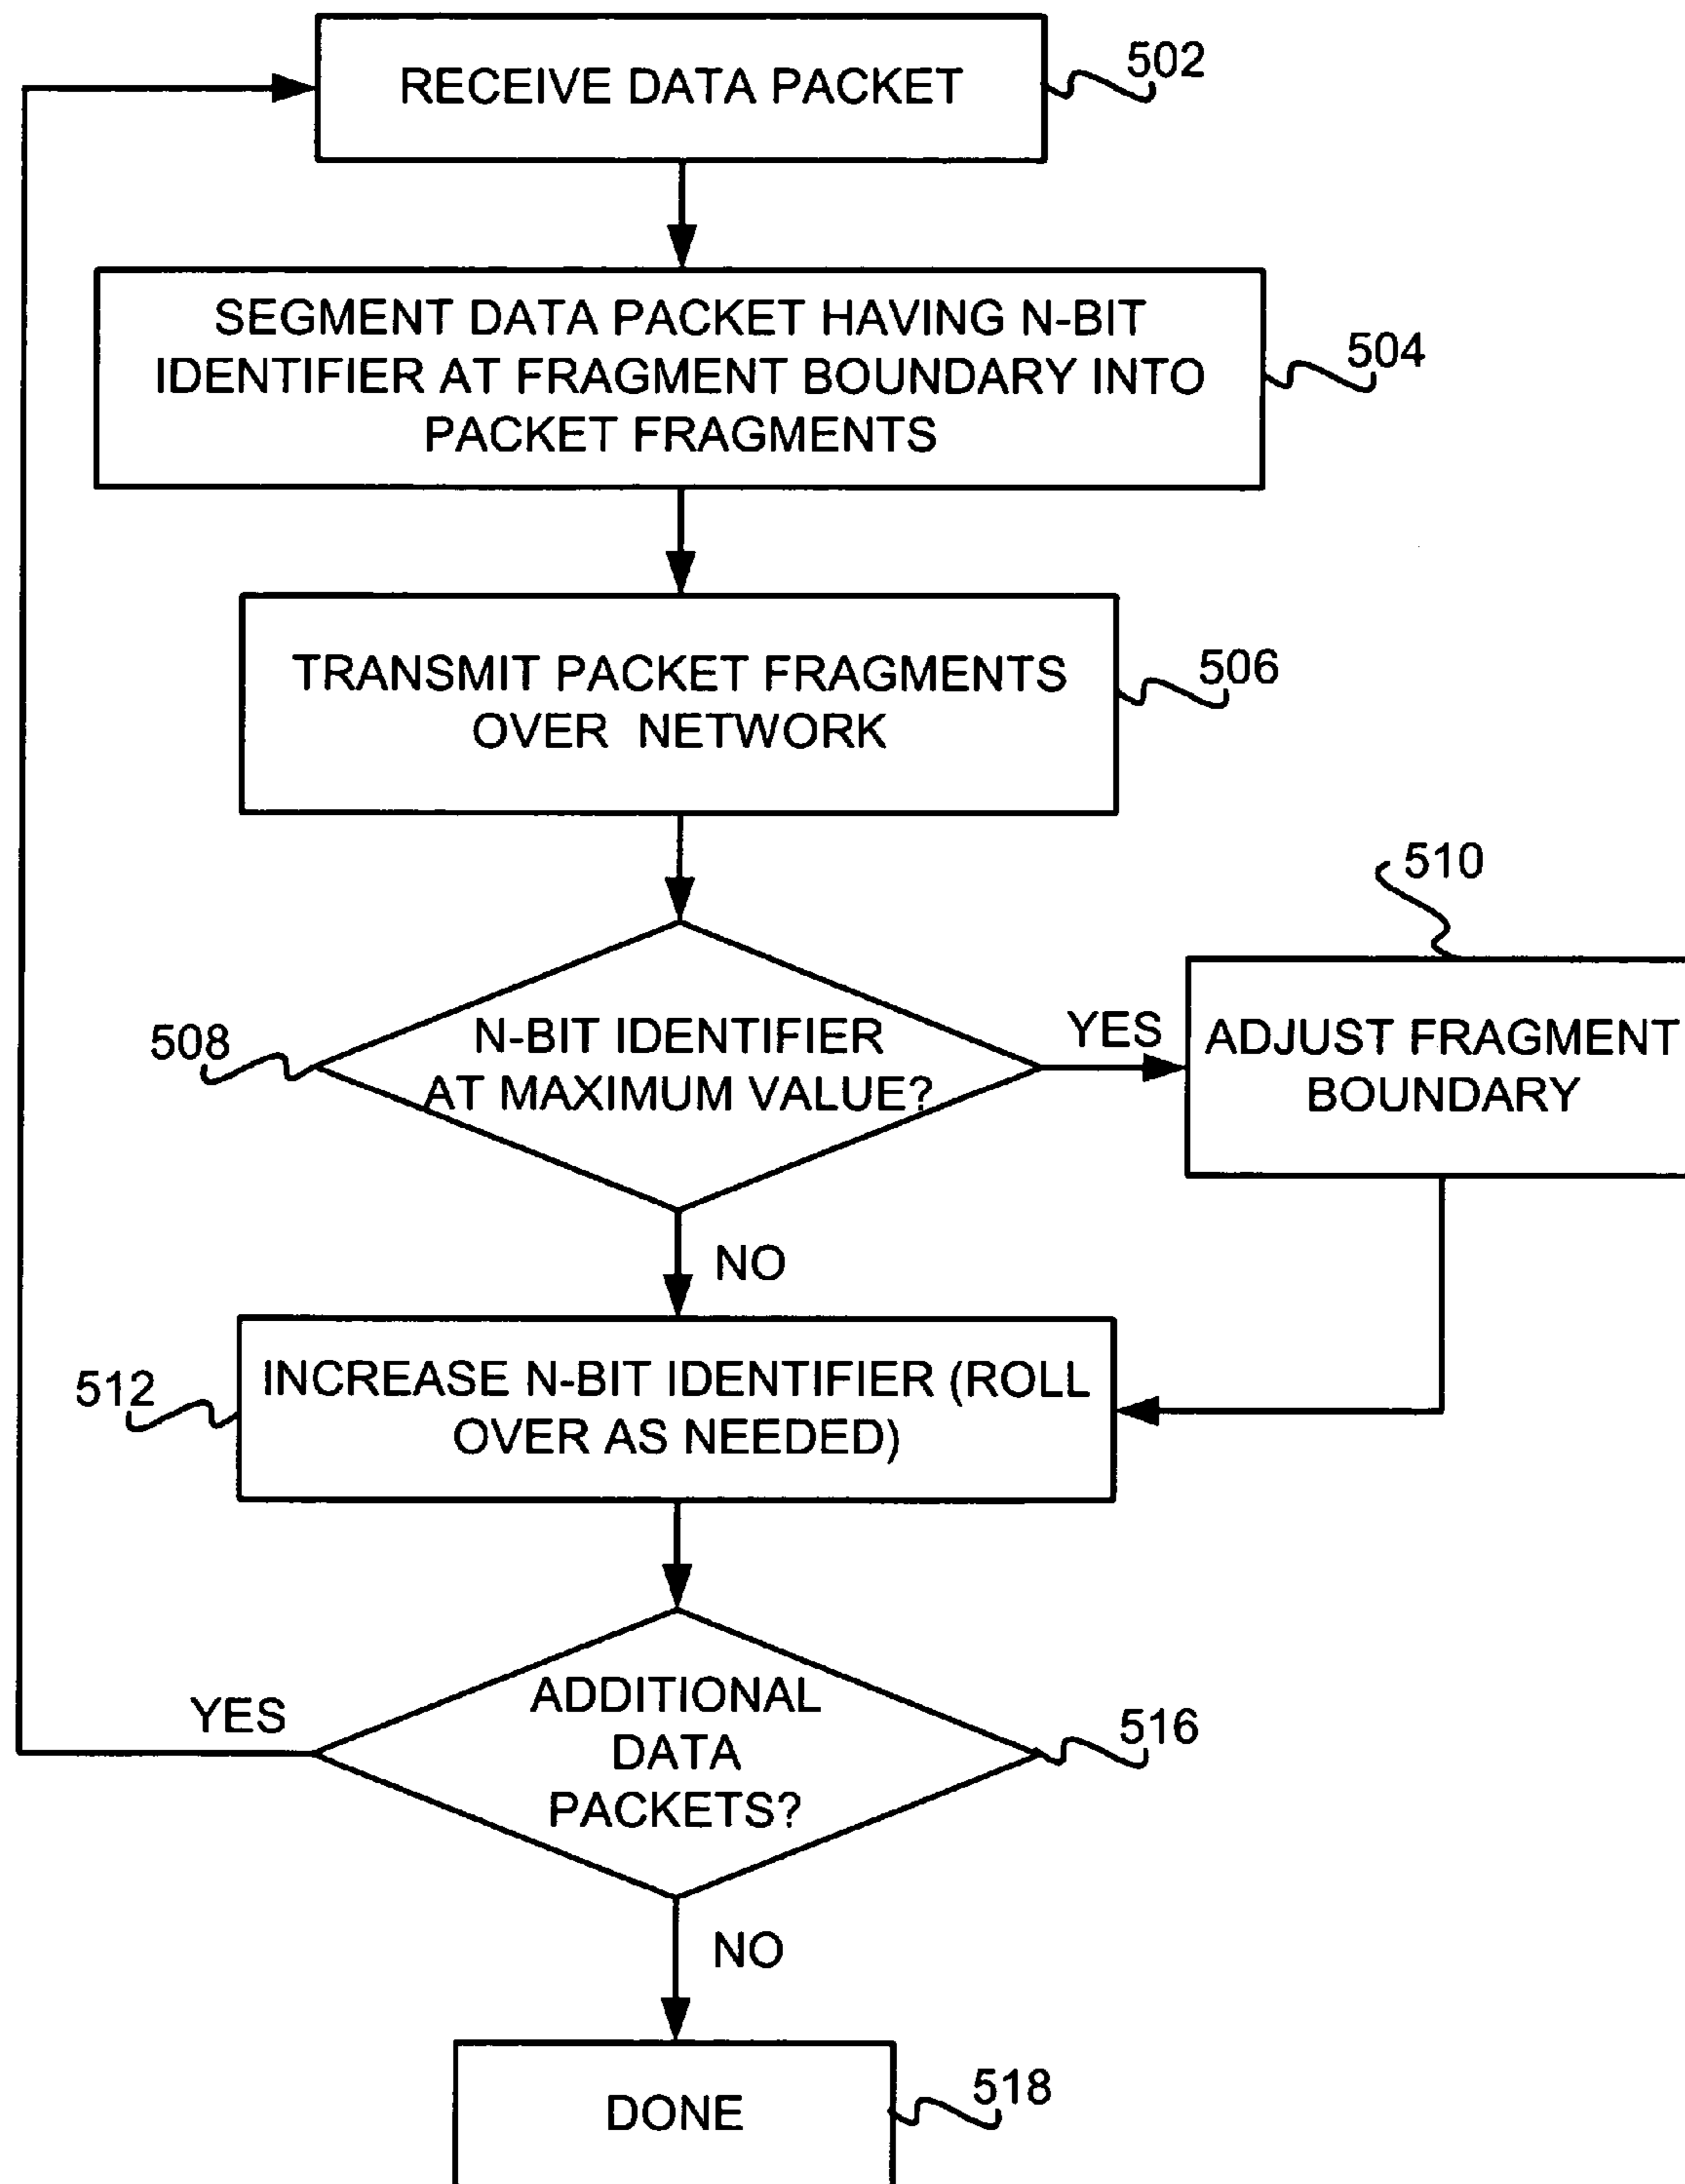 RECEIVE DATA PACKET
502
SEGMENT DATA PACKET HAVING N-BIT
IDENTIFIER AT FRAGMENT BOUNDARY INTO
PACKET FRAGMENTS
504
TRANSMIT PACKET FRAGMENTS
OVER NETWORK
506
510
508
N-BIT IDENTIFIER
AT MAXIMUM VALUE?
YES
ADJUST FRAGMENT
BOUNDARY
NO
512
INCREASE N-BIT IDENTIFIER (ROLL
OVER AS NEEDED)
YES
ADDITIONAL
DATA
PACKETS?
516
NO
DONE
518